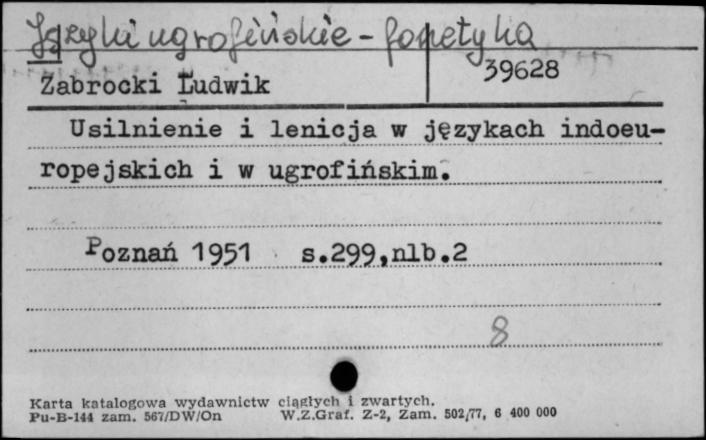 Języki ugrofińskie - fonetyka
39628
Zabrocki Ludwik
Usilnienie i lenicja w językach indoeu-
ropejskich i w ugrofińskim.
Poznań 1951 s.299,nlb.2
8
Karta katalogowa wydawnictw ciągłych i zwartych.
Pu-B-144 zam. 567/DW/On W.Z.Graf. Z-2, Zam. 502/77, 6 400 000